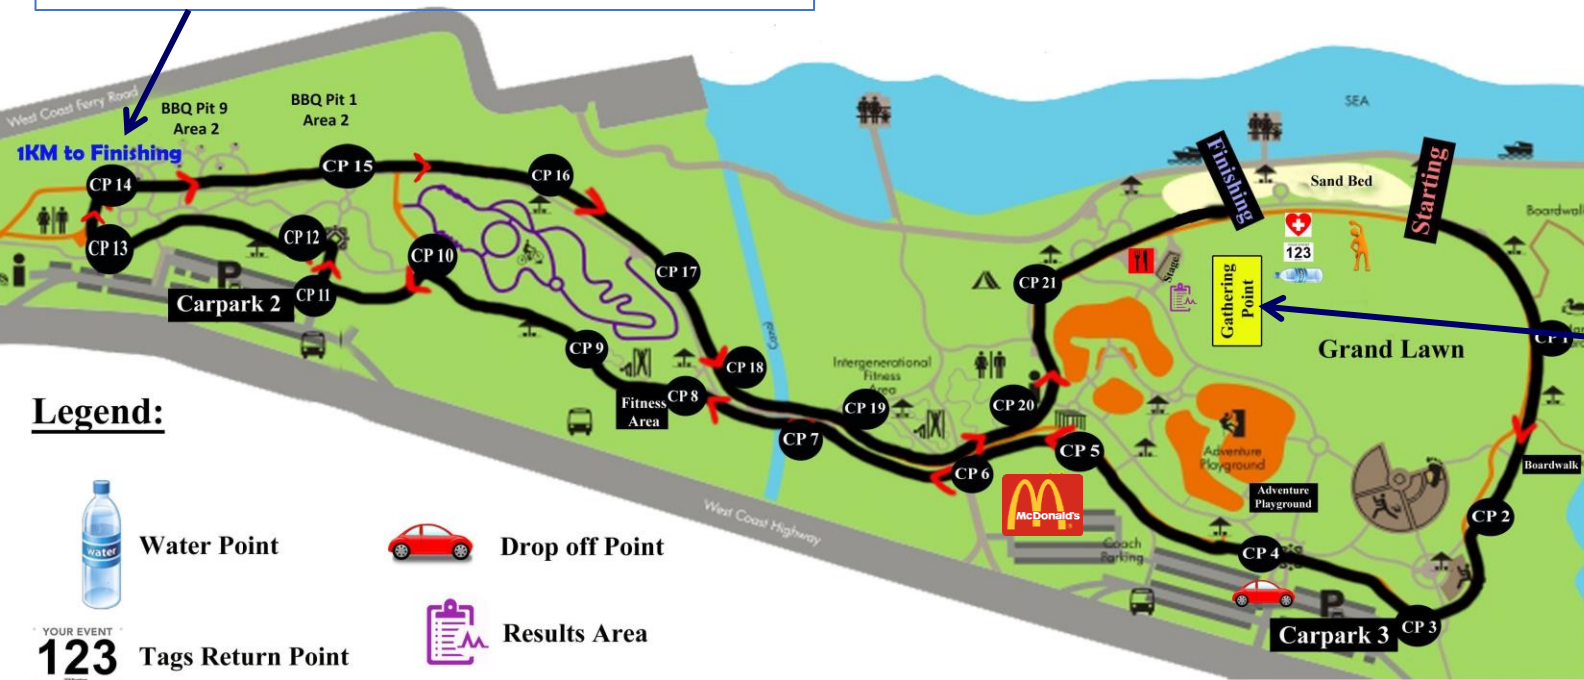 West Coast Ferry Road
BBQ Pit 9
Area 2
BBQ Pit 1
Area 2
1KM to Finishing
CP 14
CP 15
CP 16
CP 13
CP 12
CP 10
CP 11
Carpark 2
P
CP 17
CP 9
CP 18
Fitness
Area
CP 8
CP 7
Canal
Intergenerational
Fitness
Area
CP 19
CP 20
CP 21
CP 6
CP 5
McDonald's
West Coast Highway
Coach
Parking
SEA
Finishing
Sand Bed
Starting
Stage
123
Gathering
Point
Grand Lawn
Adventure
Playground
Adventure
Playground
Boardwalk
CP 2
CP 4
P
Carpark 3
CP 3
Legend:
water
Water Point
Drop off Point
YOUR EVENT
123
Tags Return Point
Results Area